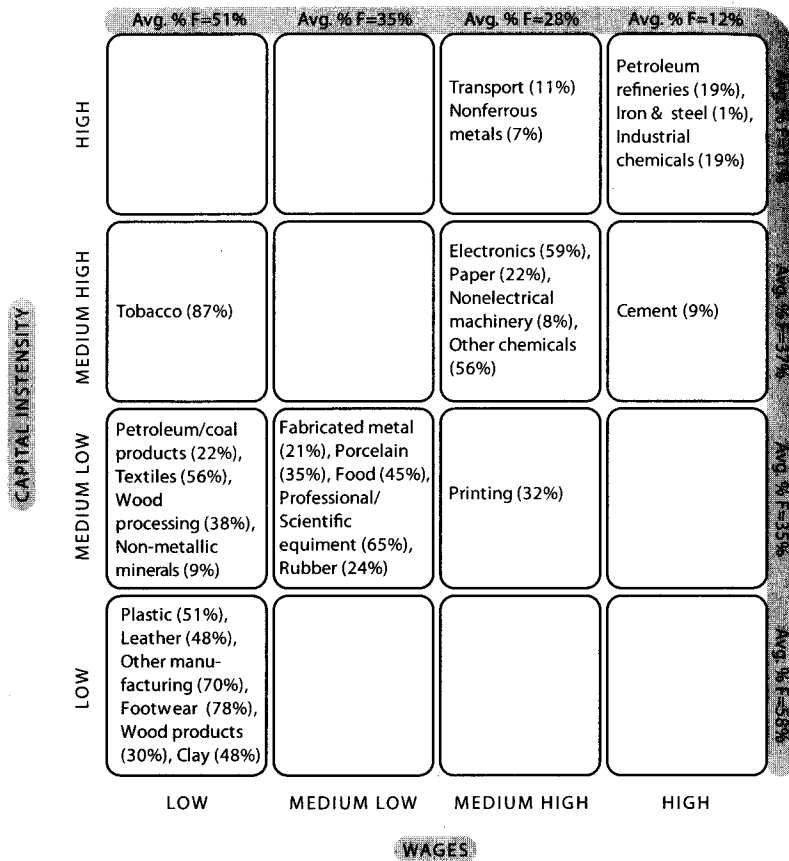 Avg. % F=51%
Avg. % F=35%
Avg. % F=28%
Avg. % F=12%
HIGH
Transport (11%)
Nonferrous
metals (7%)
Petroleum
refineries (19%),
Iron & steel (1%),
Industrial
chemicals (19%)
Avg. % F=11%
MEDIUM HIGH
Tobacco (87%)
Electronics (59%),
Paper (22%),
Nonelectrical
machinery (8%),
Other chemicals
(56%)
Cement (9%)
Avg. % F=37%
CAPITAL INSTENSITY
MEDIUM LOW
Petroleum/coal
products (22%),
Textiles (56%),
Wood
processing (38%),
Non-metallic
minerals (9%)
Fabricated metal
(21%), Porcelain
(35%), Food (45%),
Professional/
Scientific
equiment (65%),
Rubber (24%)
Printing (32%)
Avg. % F=35%
LOW
Plastic (51%),
Leather (48%),
Other manu-
facturing (70%),
Footwear (78%),
Wood products
(30%), Clay (48%)
Avg. % F=58%
LOW
MEDIUM LOW
MEDIUM HIGH
HIGH
WAGES